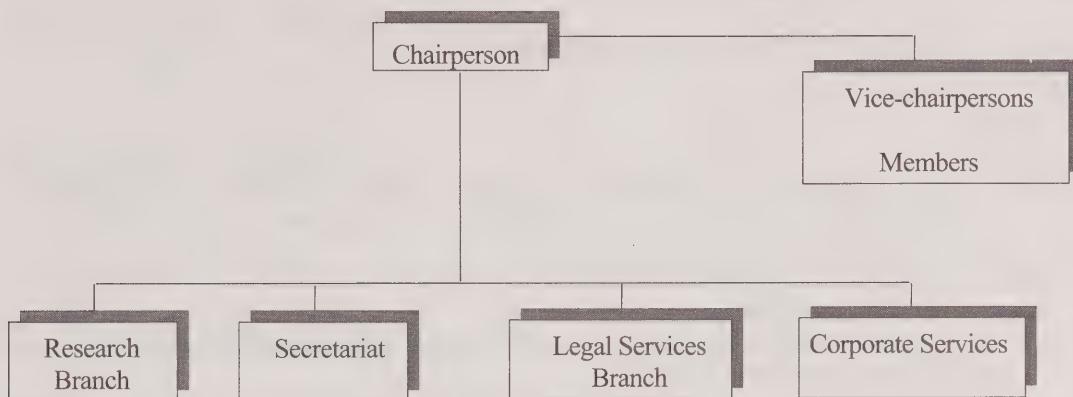 Chairperson
Vice-chairpersons
Members
Research
Branch
Secretariat
Legal Services
Branch
Corporate Services